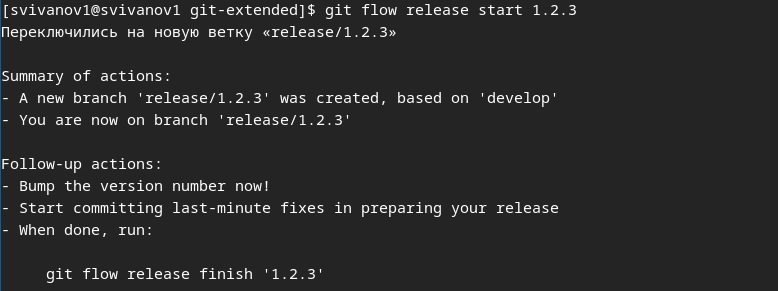 [svivanov1@svivanov1 git-extended]$ git flow release start 1.2.3
Переключились на новую ветку «release/1.2.3»
Summary of actions:
- A new branch 'release/1.2.3' was created, based on 'develop'
- You are now on branch 'release/1.2.3'
Follow-up actions:
- Bump the version number now!
- Start committing last-minute fixes in preparing your release
- When done, run:
git flow release finish '1.2.3'